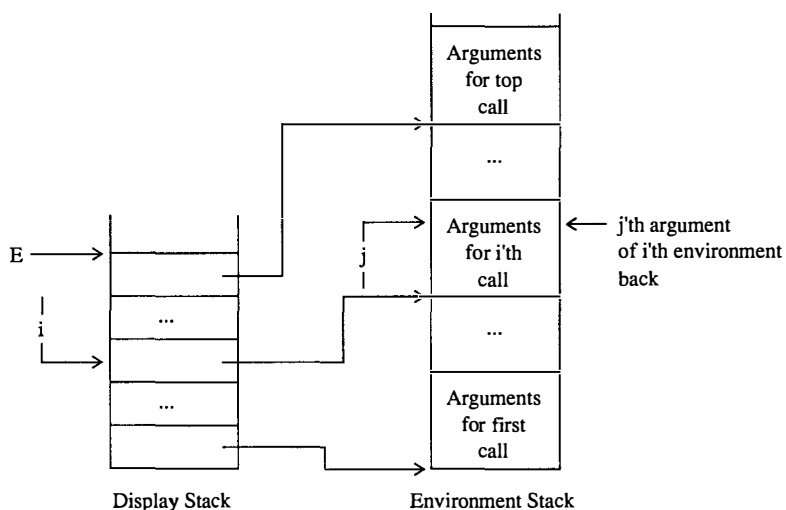 Arguments
for top
call
...
E
j
Arguments
for i'th
call
j'th argument
of i'th environment
back
i
...
...
...
Arguments
for first
call
Display Stack
Environment Stack